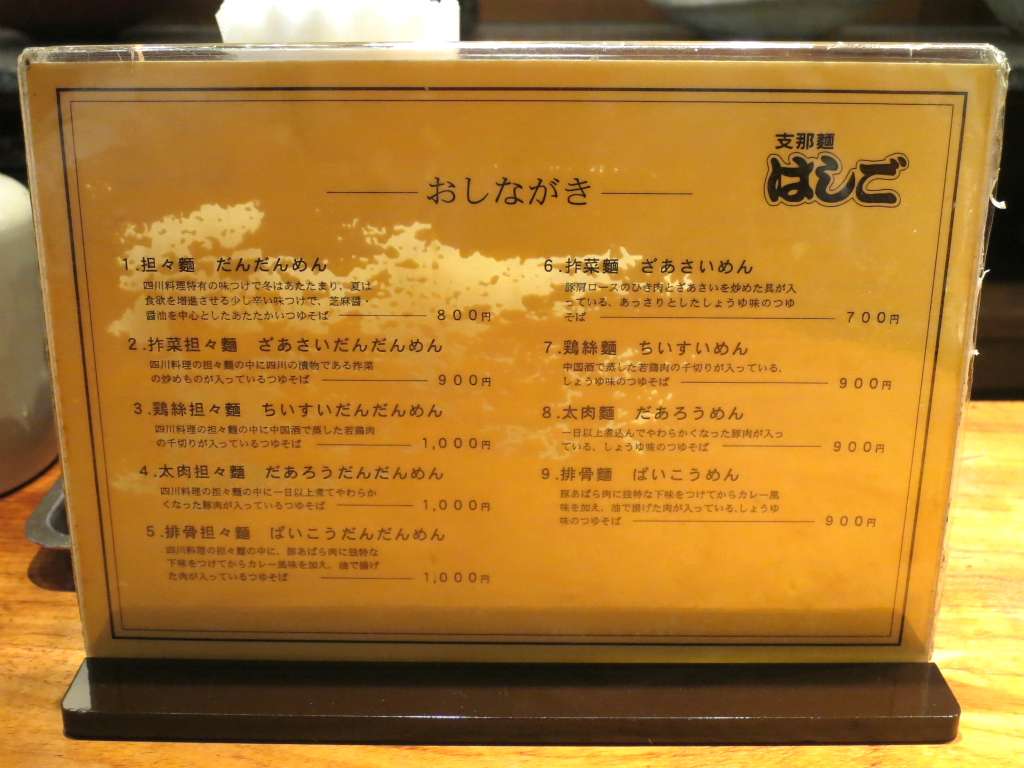 支那麵
はしご
おしながき
1.担々麵 だんだんめん
四川料理特有の味つけで冬はあたたまり、夏は
食欲を増進させる少し辛い味つけで、芝麻醤・
醤油を中心としたあたたかいつゆそば 800円
2.搾菜担々麵 ざあさいだんだんめん
四川料理の担々麵の中に四川の漬物である搾菜
の炒めものが入っているつゆそば 900円
3.鶏絲担々麵 ちいすいだんだんめん
四川料理の担々麵の中に中国酒で蒸した若鶏肉
の千切りが入っているつゆそば 1,000円
4.太肉担々麵 だあろうだんだんめん
四川料理の担々麵の中に一日以上煮てやわらか
くなった豚肉が入っているつゆそば 1,000円
5.排骨担々麵 ぱいこうだんだんめん
四川料理の担々麵の中に、豚あばら肉に独特な
下味をつけてからカレー風味を加え、油で揚げ
た肉が入っているつゆそば 1,000円
6.搾菜麵 ざあさいめん
豚肩ロースのひき肉とざあさいを炒めた具が入
っている、あっさりとしたしょうゆ味のつゆ
そば 700円
7.鶏絲麵 ちいすいめん
中国酒で蒸した若鶏肉の千切りが入っている、
しょうゆ味のつゆそば 900円
8.太肉麵 だあろうめん
一日以上煮込んでやわらかくなった豚肉が入っ
ている、しょうゆ味のつゆそば 900円
9.排骨麵 ぱいこうめん
豚あばら肉に独特な下味をつけてからカレー風
味を加え、油で揚げた肉が入っている、しょうゆ
味のつゆそば 900円